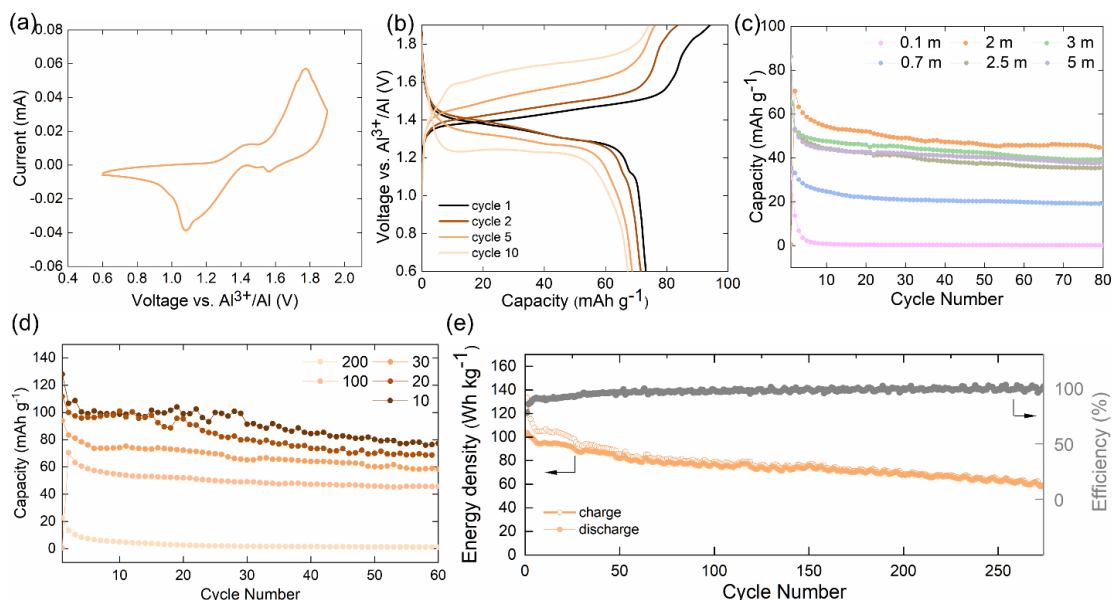 (a)
0.08
0.06
0.04
0.02
0.00
-0.02
-0.04
-0.06
Current (mA)
0.4 0.6 0.8 1.0 1.2 1.4 1.6 1.8 2.0
Voltage vs. Al³⁺/Al (V)
(b)
1.8
1.6
1.4
1.2
1.0
0.8
0.6
Voltage vs. Al³⁺/Al (V)
cycle 1
cycle 2
cycle 5
cycle 10
0 20 40 60 80 100
Capacity (mAh g⁻¹)
(c)
100
80
60
40
20
0
Capacity (mAh g⁻¹)
0.1 m 2 m 3 m
0.7 m 2.5 m 5 m
10 20 30 40 50 60 70 80
Cycle Number
(d)
140
120
100
80
60
40
20
0
Capacity (mAh g⁻¹)
200 30
100 20
10
10 20 30 40 50 60
Cycle Number
(e)
160
140
120
100
80
60
40
20
0
Energy density (Wh kg⁻¹)
charge
discharge
100
50
0
Efficiency (%)
0 50 100 150 200 250
Cycle Number